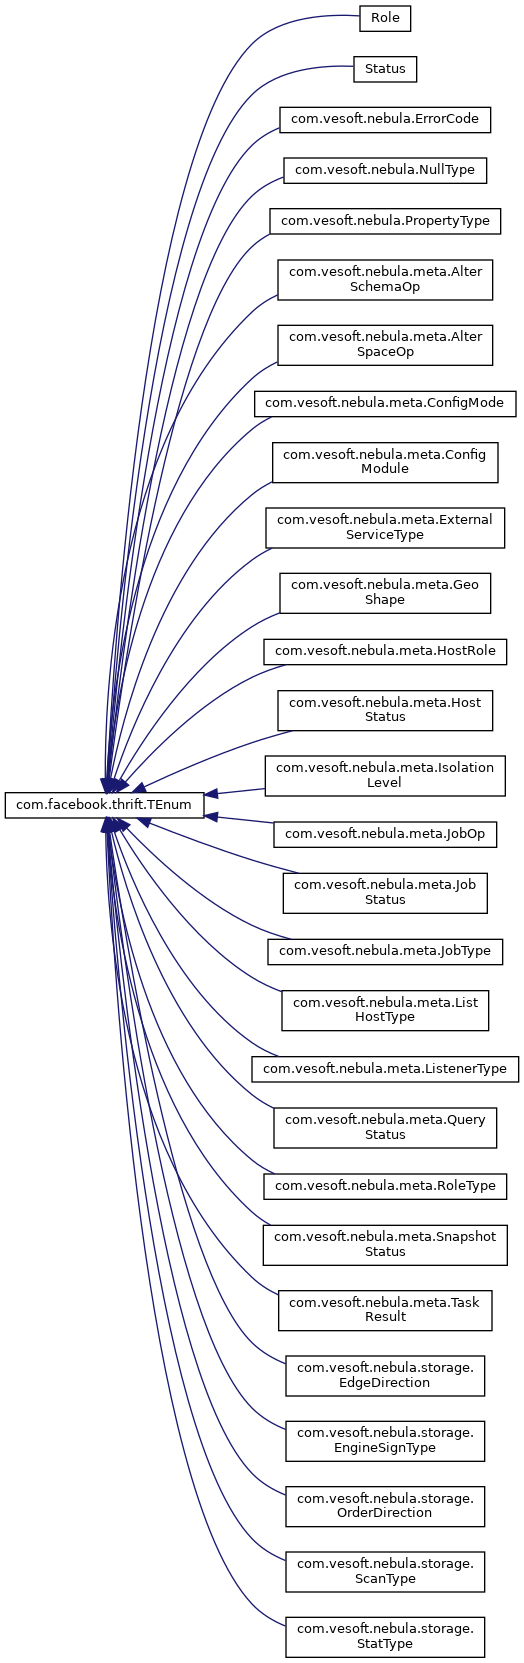 Role
Status
com.vesoft.nebula.ErrorCode
com.vesoft.nebula.NullType
com.vesoft.nebula.PropertyType
com.vesoft.nebula.meta.Alter
SchemaOp
com.vesoft.nebula.meta.Alter
SpaceOp
com.vesoft.nebula.meta.ConfigMode
com.vesoft.nebula.meta.Config
Module
com.vesoft.nebula.meta.External
ServiceType
com.vesoft.nebula.meta.Geo
Shape
com.vesoft.nebula.meta.HostRole
com.vesoft.nebula.meta.Host
Status
com.vesoft.nebula.meta.Isolation
Level
com.facebook.thrift.TEnum
com.vesoft.nebula.meta.JobOp
com.vesoft.nebula.meta.Job
Status
com.vesoft.nebula.meta.JobType
com.vesoft.nebula.meta.List
HostType
com.vesoft.nebula.meta.ListenerType
com.vesoft.nebula.meta.Query
Status
com.vesoft.nebula.meta.RoleType
com.vesoft.nebula.meta.Snapshot
Status
com.vesoft.nebula.meta.Task
Result
com.vesoft.nebula.storage.
EdgeDirection
com.vesoft.nebula.storage.
EngineSignType
com.vesoft.nebula.storage.
OrderDirection
com.vesoft.nebula.storage.
ScanType
com.vesoft.nebula.storage.
StatType